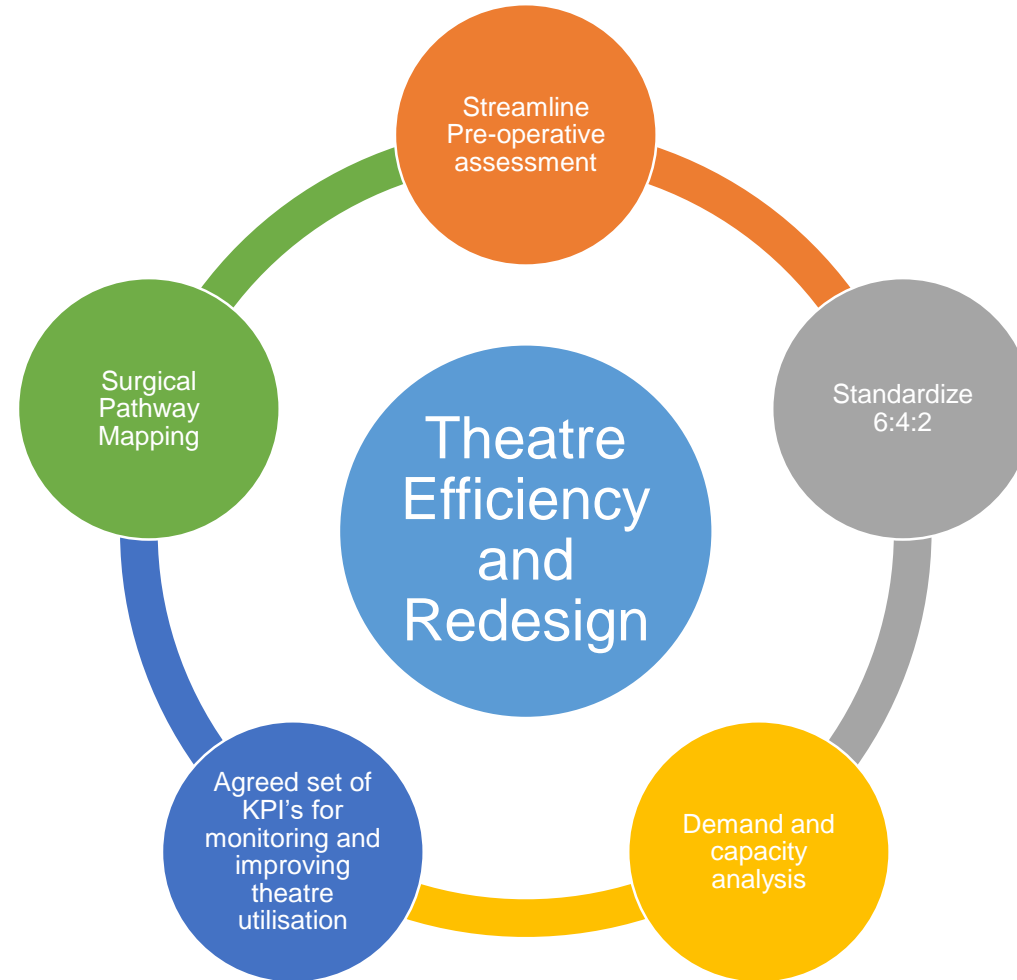 Streamline
Pre-operative
assessment
Standardize
6:4:2
Demand and
capacity
analysis
Agreed set of
KPI's for
monitoring and
improving
theatre
utilisation
Surgical
Pathway
Mapping
Theatre
Efficiency
and
Redesign